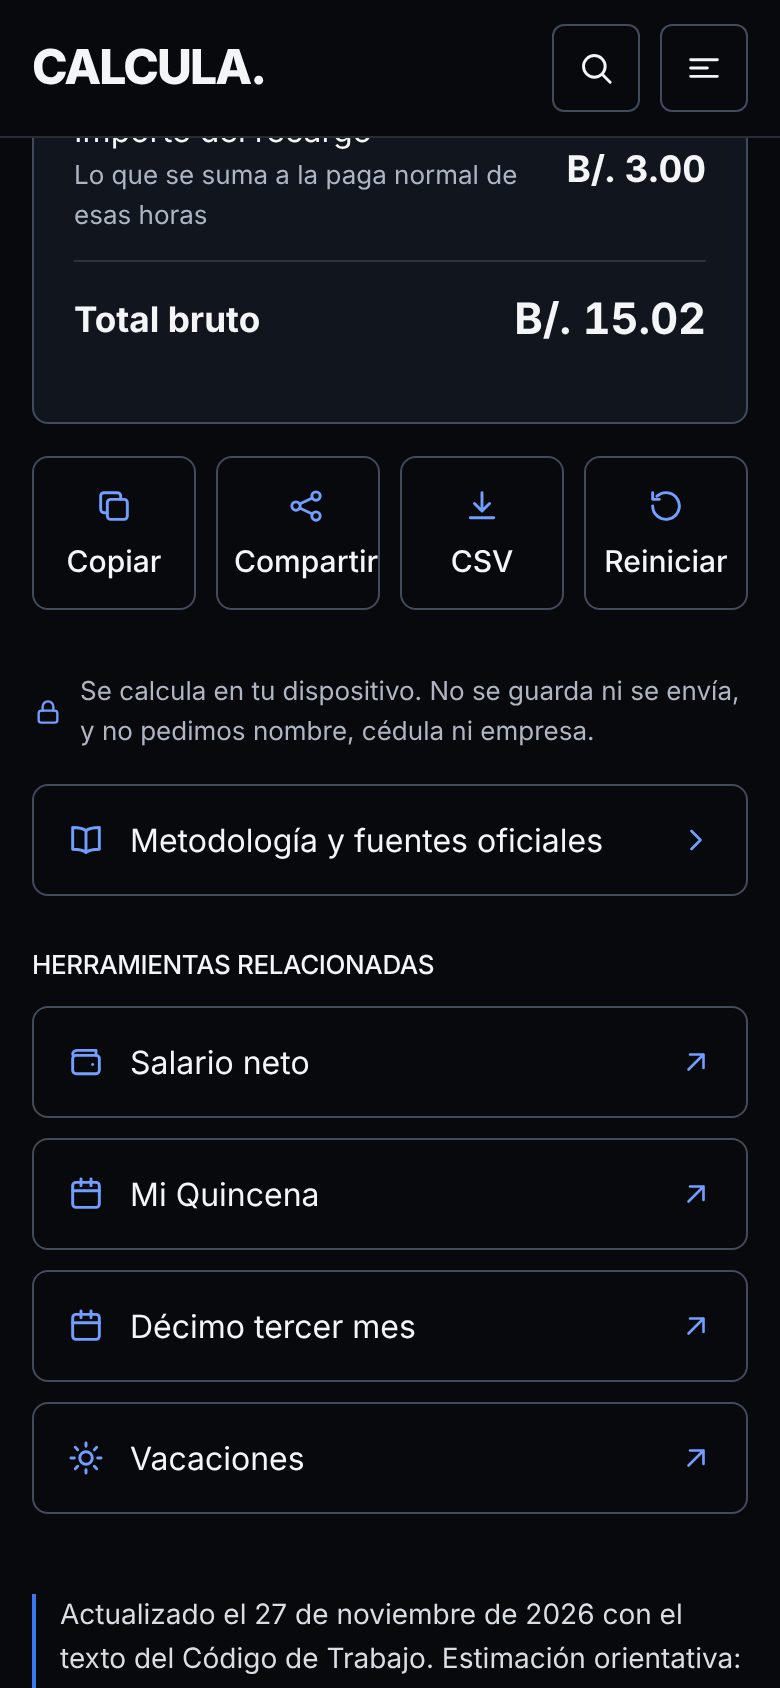 CALCULA.
Importe del recargo
Lo que se suma a la paga normal de
esas horas
B/. 3.00
Total bruto
B/. 15.02
Copiar
Compartir
CSV
Reiniciar
Se calcula en tu dispositivo. No se guarda ni se envía,
y no pedimos nombre, cédula ni empresa.
Metodología y fuentes oficiales
HERRAMIENTAS RELACIONADAS
Salario neto
Mi Quincena
Décimo tercer mes
Vacaciones
Actualizado el 27 de noviembre de 2026 con el
texto del Código de Trabajo. Estimación orientativa: